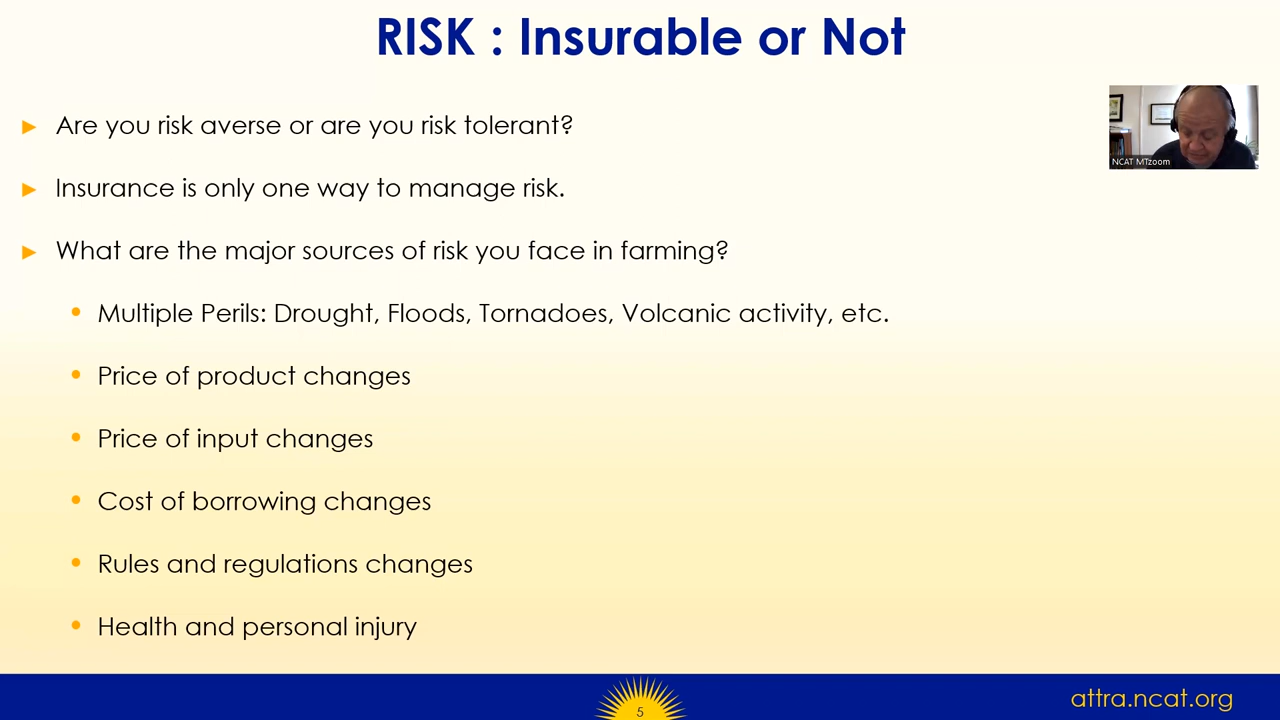 RISK : Insurable or Not
Are you risk averse or are you risk tolerant?
Insurance is only one way to manage risk.
What are the major sources of risk you face in farming?
Multiple Perils: Drought, Floods, Tornadoes, Volcanic activity, etc.
Price of product changes
Price of input changes
Cost of borrowing changes
Rules and regulations changes
Health and personal injury
NCAT MTzoom
5
attra.ncat.org